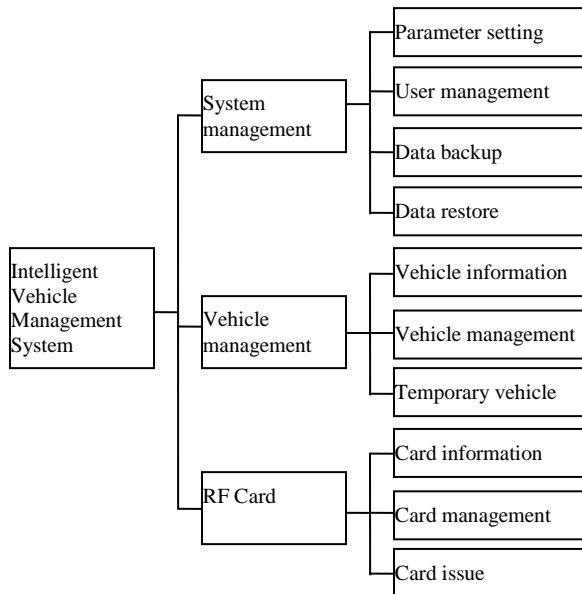 Intelligent
Vehicle
Management
System
System
management
Parameter setting
User management
Data backup
Data restore
Vehicle
management
Vehicle information
Vehicle management
Temporary vehicle
RF Card
Card information
Card management
Card issue